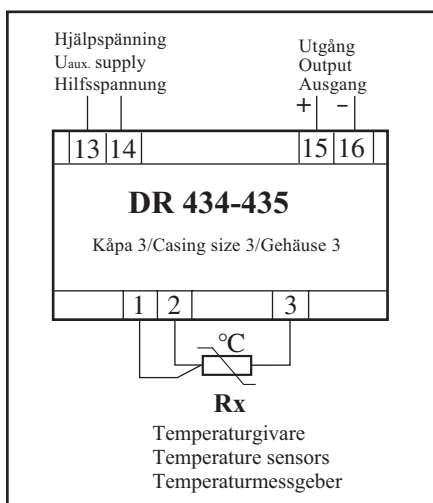 Hjälpspänning
Uaux. supply
Hilfsspannung
Utgång
Output
Ausgang
+ −
13 14
15 16
DR 434-435
Kåpa 3/Casing size 3/Gehäuse 3
1 2 3
°C
Rx
Temperaturgivare
Temperature sensors
Temperaturmessgeber